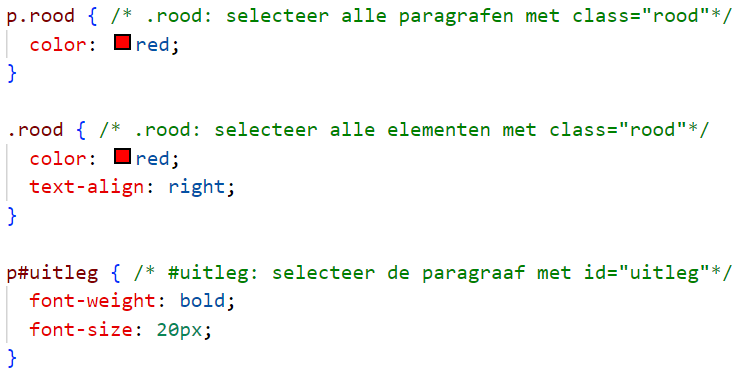 p.rood { /* .rood: selecteer alle paragrafen met class="rood"*/
color: red;
}
.rood { /* .rood: selecteer alle elementen met class="rood"*/
color: red;
text-align: right;
}
p#uitleg { /* #uitleg: selecteer de paragraaf met id="uitleg"*/
font-weight: bold;
font-size: 20px;
}